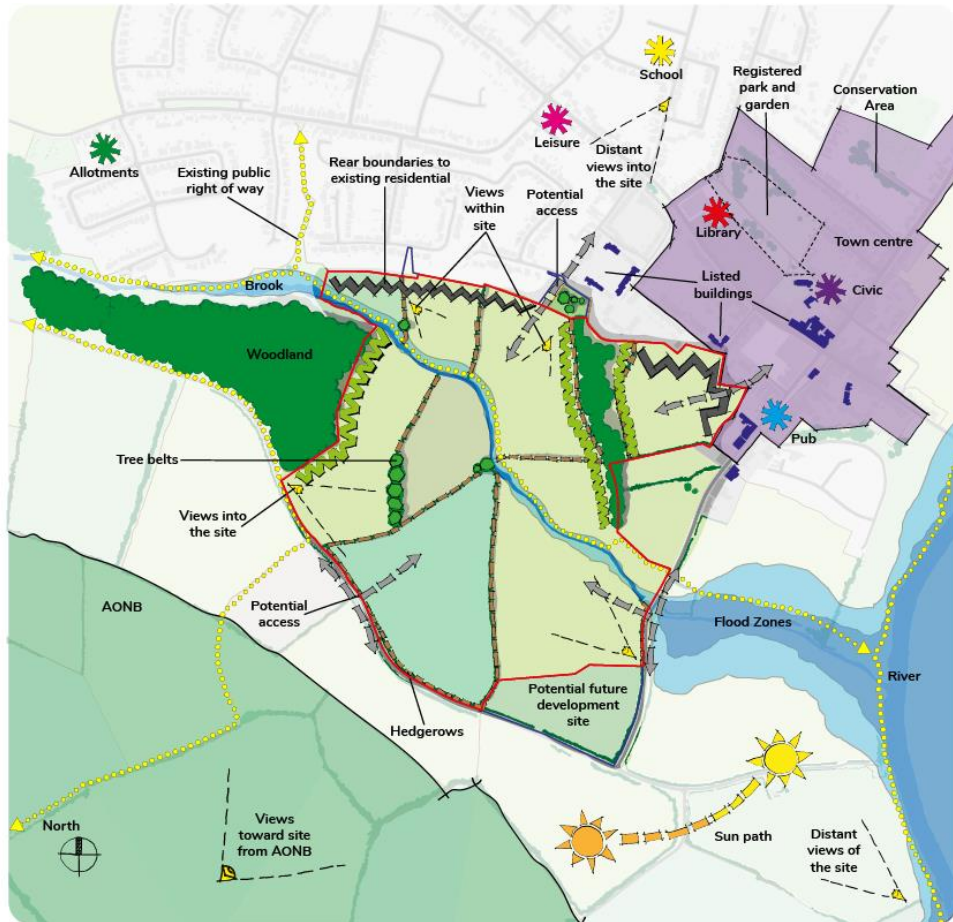 School
Registered
park and
garden
Conservation
Area
Leisure
Distant
views into
the site
Allotments
Existing public
right of way
Rear boundaries to
existing residential
Views
within
site
Potential
access
Library
Town centre
Listed
buildings
Civic
Brook
Woodland
Pub
Tree belts
Views into
the site
AONB
Potential
access
Flood Zones
River
Potential future
development
site
Hedgerows
North
Views
toward site
from AONB
Sun path
Distant
views of
the site